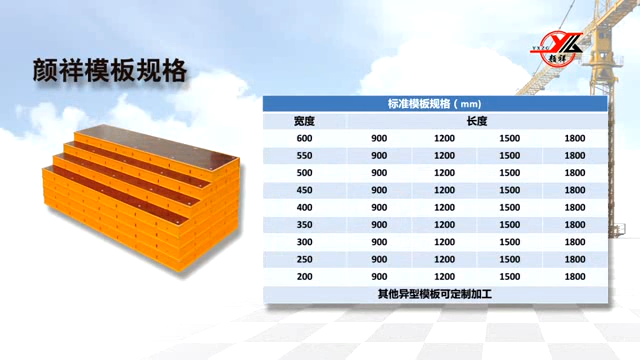 颜祥模板规格
YXZG
颜祥
标准模板规格（mm)
宽度 长度
600 900 1200 1500 1800
550 900 1200 1500 1800
500 900 1200 1500 1800
450 900 1200 1500 1800
400 900 1200 1500 1800
350 900 1200 1500 1800
300 900 1200 1500 1800
250 900 1200 1500 1800
200 900 1200 1500 1800
其他异型模板可定制加工